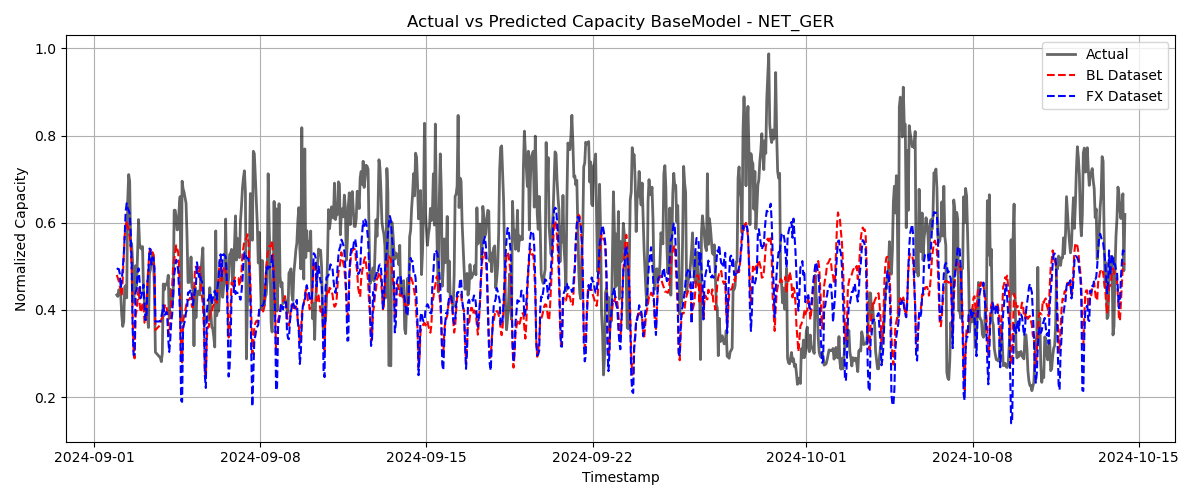 Actual vs Predicted Capacity BaseModel - NET_GER
Actual
BL Dataset
FX Dataset
Normalized Capacity
1.0
0.8
0.6
0.4
0.2
2024-09-01
2024-09-08
2024-09-15
2024-09-22
2024-10-01
2024-10-08
2024-10-15
Timestamp